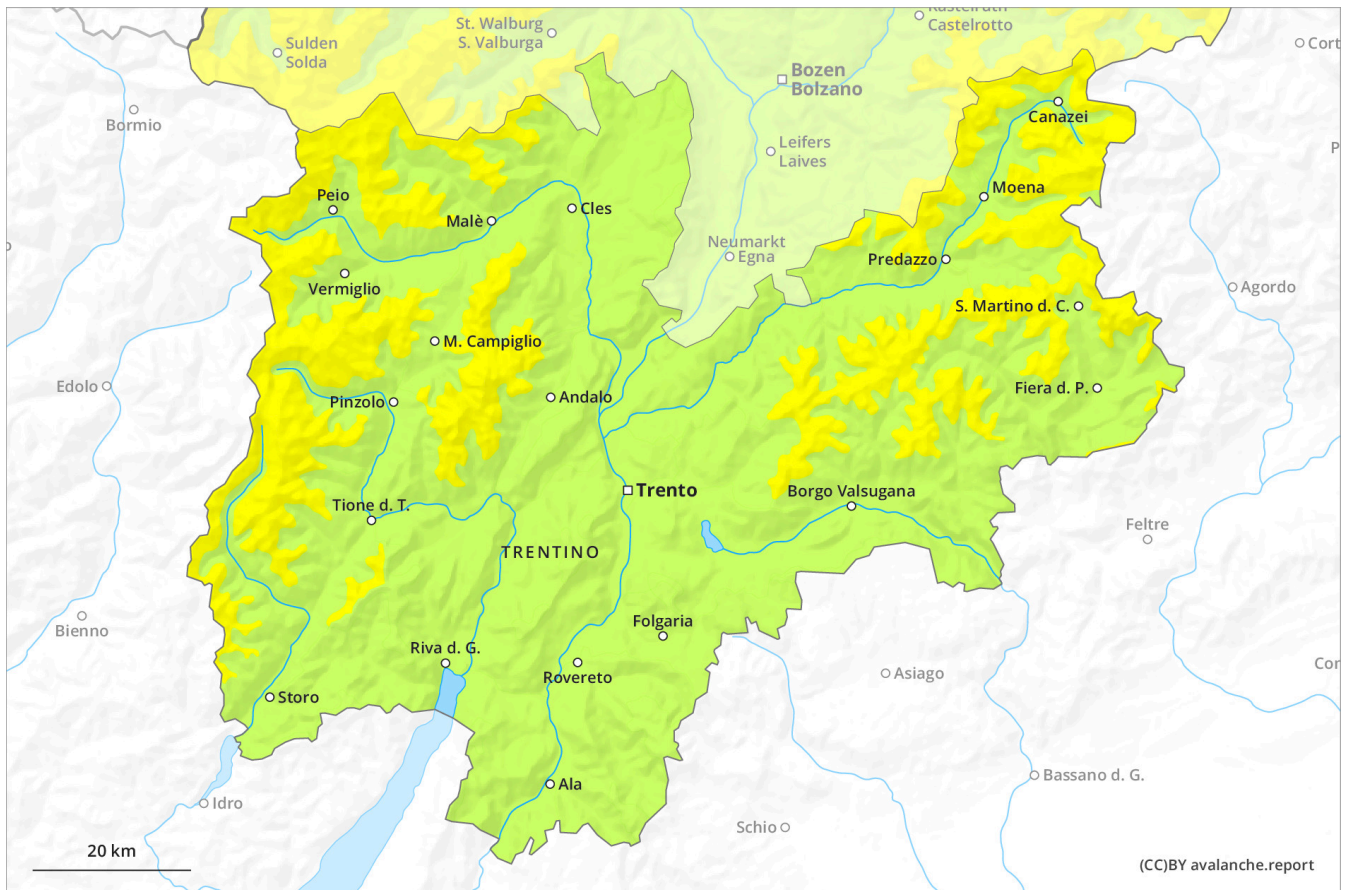 Kastelruth
Castelrotto
St. Walburg
S. Valburga
Sulden
Solda
Cort
Bozen
Bolzano
Bormio
Canazei
Leifers
Laives
P
Peio
Moena
Malè
Cles
Neumarkt
Egna
Predazzo
Vermiglio
Agordo
S. Martino d. C.
M. Campiglio
Edolo
Fiera d. P.
Pinzolo
Andalo
Trento
Borgo Valsugana
Tione d. T.
Feltre
TRENTINO
Bienno
Folgaria
Riva d. G.
Cor
Asiago
Rovereto
Storo
Bassano d. G.
Ala
Idro
Schio
20 km
(CC)BY avalanche.report